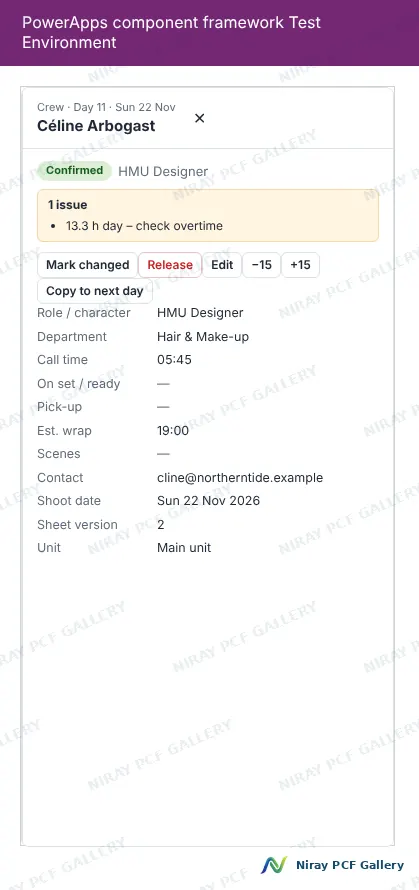 PowerApps component framework Test
Environment
Crew · Day 11 · Sun 22 Nov
Céline Arbogast
×
Confirmed HMU Designer
1 issue
• 13.3 h day – check overtime
Mark changed Release Edit −15 +15
Copy to next day
Role / character HMU Designer
Department Hair & Make-up
Call time 05:45
On set / ready —
Pick-up —
Est. wrap 19:00
Scenes —
Contact cline@northerntide.example
Shoot date Sun 22 Nov 2026
Sheet version 2
Unit Main unit
NIRAY PCF GALLERY
Niray PCF Gallery